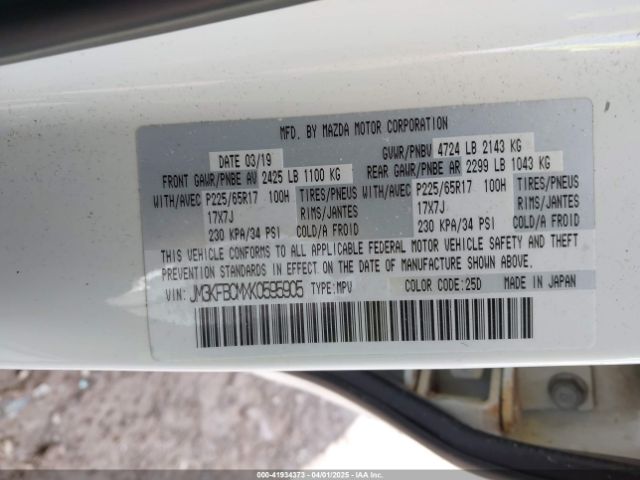 MFD. BY MAZDA MOTOR CORPORATION
DATE 03/19 GVWR/PNBV 4724 LB 2143 KG
FRONT GAWR/PNBE AV 2425 LB 1100 KG REAR GAWR/PNBE AR 2299 LB 1043 KG
WITH/AVEC P225/65R17 100H TIRES/PNEUS WITH/AVEC P225/65R17 100H TIRES/PNEUS
17X7J RIMS/JANTES 17X7J RIMS/JANTES
230 KPA/34 PSI COLD/A FROID 230 KPA/34 PSI COLD/A FROID
THIS VEHICLE CONFORMS TO ALL APPLICABLE FEDERAL MOTOR VEHICLE SAFETY AND THEFT
PREVENTION STANDARDS IN EFFECT ON THE DATE OF MANUFACTURE SHOWN ABOVE.
VIN: JM3KFBCMXK0595905 TYPE:MPV COLOR CODE:25D MADE IN JAPAN
000-41934373 - 04/01/2025 - IAAI.COM